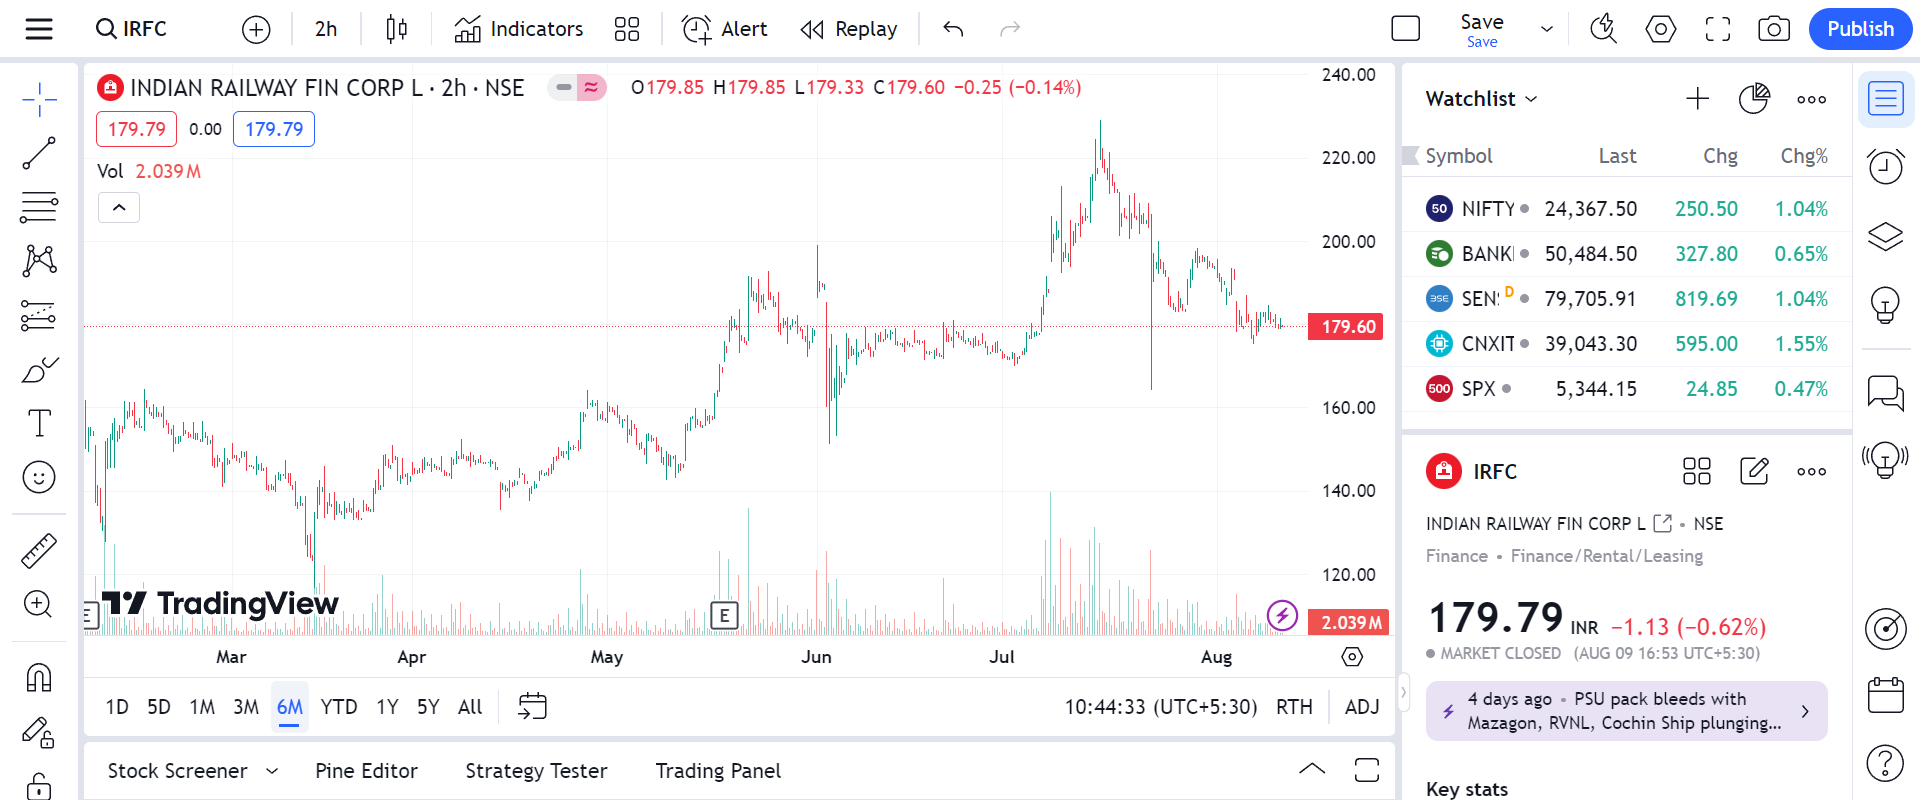 IRFC
2h
Indicators
Alert
Replay
Save
Save
Publish
INDIAN RAILWAY FIN CORP L · 2h · NSE
O179.85 H179.85 L179.33 C179.60 −0.25 (−0.14%)
179.79 0.00 179.79
Vol 2.039 M
240.00
220.00
200.00
179.60
160.00
140.00
120.00
2.039 M
E
TradingView
E
Mar Apr May Jun Jul Aug
1D 5D 1M 3M 6M YTD 1Y 5Y All
10:44:33 (UTC+5:30) RTH ADJ
Stock Screener Pine Editor Strategy Tester Trading Panel
Watchlist
Symbol Last Chg Chg%
50 NIFTY 24,367.50 250.50 1.04%
BANK 50,484.50 327.80 0.65%
BSE SENS D 79,705.91 819.69 1.04%
CNXIT 39,043.30 595.00 1.55%
500 SPX 5,344.15 24.85 0.47%
IRFC
INDIAN RAILWAY FIN CORP L • NSE
Finance • Finance/Rental/Leasing
179.79 INR −1.13 (−0.62%)
MARKET CLOSED (AUG 09 16:53 UTC+5:30)
4 days ago • PSU pack bleeds with
Mazagon, RVNL, Cochin Ship plunging...
Key stats